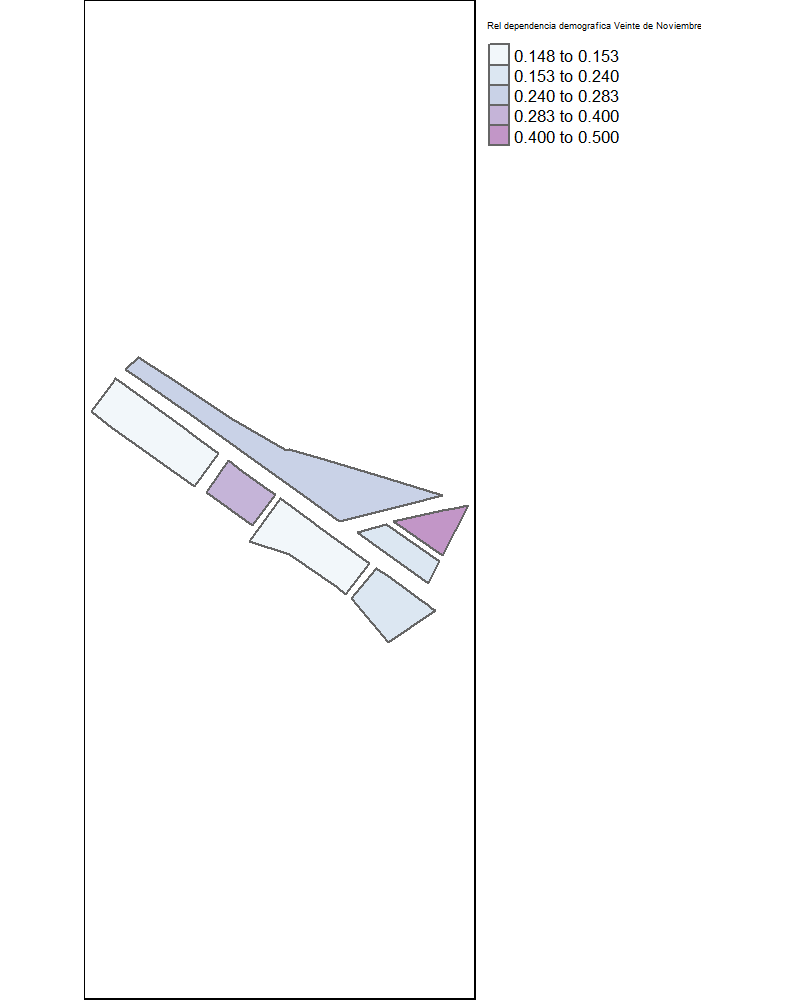 Rel dependencia demografica Veinte de Noviembre
0.148 to 0.153
0.153 to 0.240
0.240 to 0.283
0.283 to 0.400
0.400 to 0.500